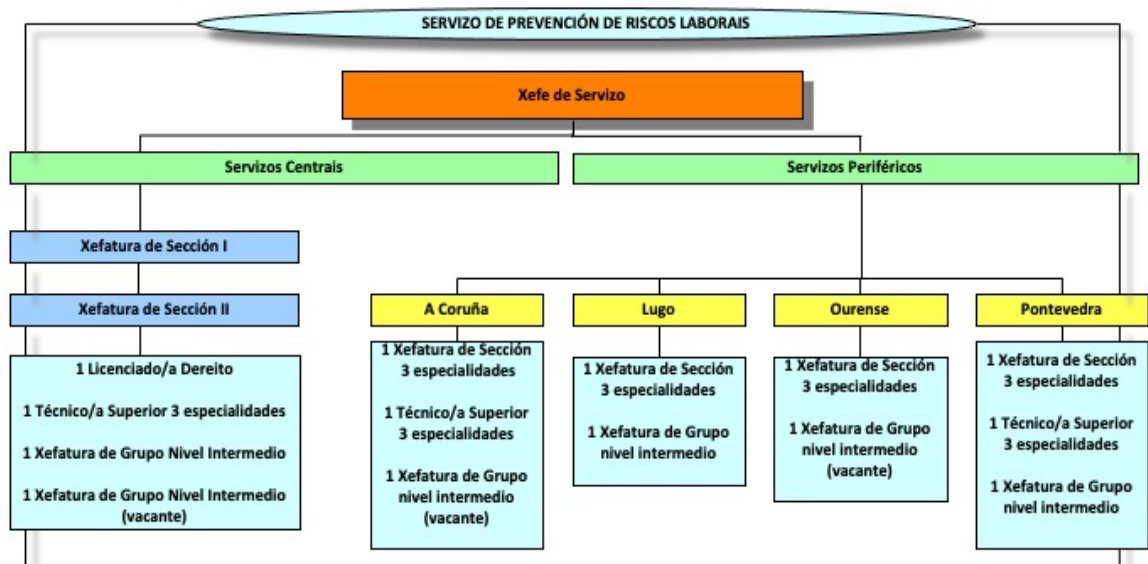 SERVIZO DE PREVENCIÓN DE RISCOS LABORAIS
Xefe de Servizo
Servizos Centrais
Servizos Periféricos
Xefatura de Sección I
Xefatura de Sección II
1 Licenciado/a Dereito
1 Técnico/a Superior 3 especialidades
1 Xefatura de Grupo Nivel Intermedio
1 Xefatura de Grupo Nivel Intermedio
(vacante)
A Coruña
1 Xefatura de Sección
3 especialidades
1 Técnico/a Superior
3 especialidades
1 Xefatura de Grupo
nivel intermedio
(vacante)
Lugo
1 Xefatura de Sección
3 especialidades
1 Xefatura de Grupo
nivel intermedio
Ourense
1 Xefatura de Sección
3 especialidades
1 Xefatura de Grupo
nivel intermedio
(vacante)
Pontevedra
1 Xefatura de Sección
3 especialidades
1 Técnico/a Superior
3 especialidades
1 Xefatura de Grupo
nivel intermedio